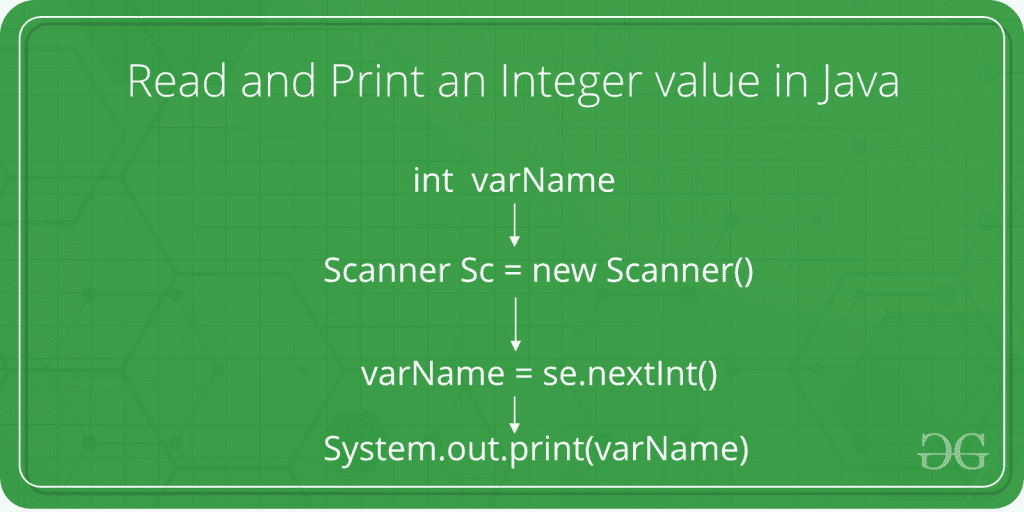 Read and Print an Integer value in Java
int varName
Scanner Sc = new Scanner()
varName = se.nextInt()
System.out.print(varName)